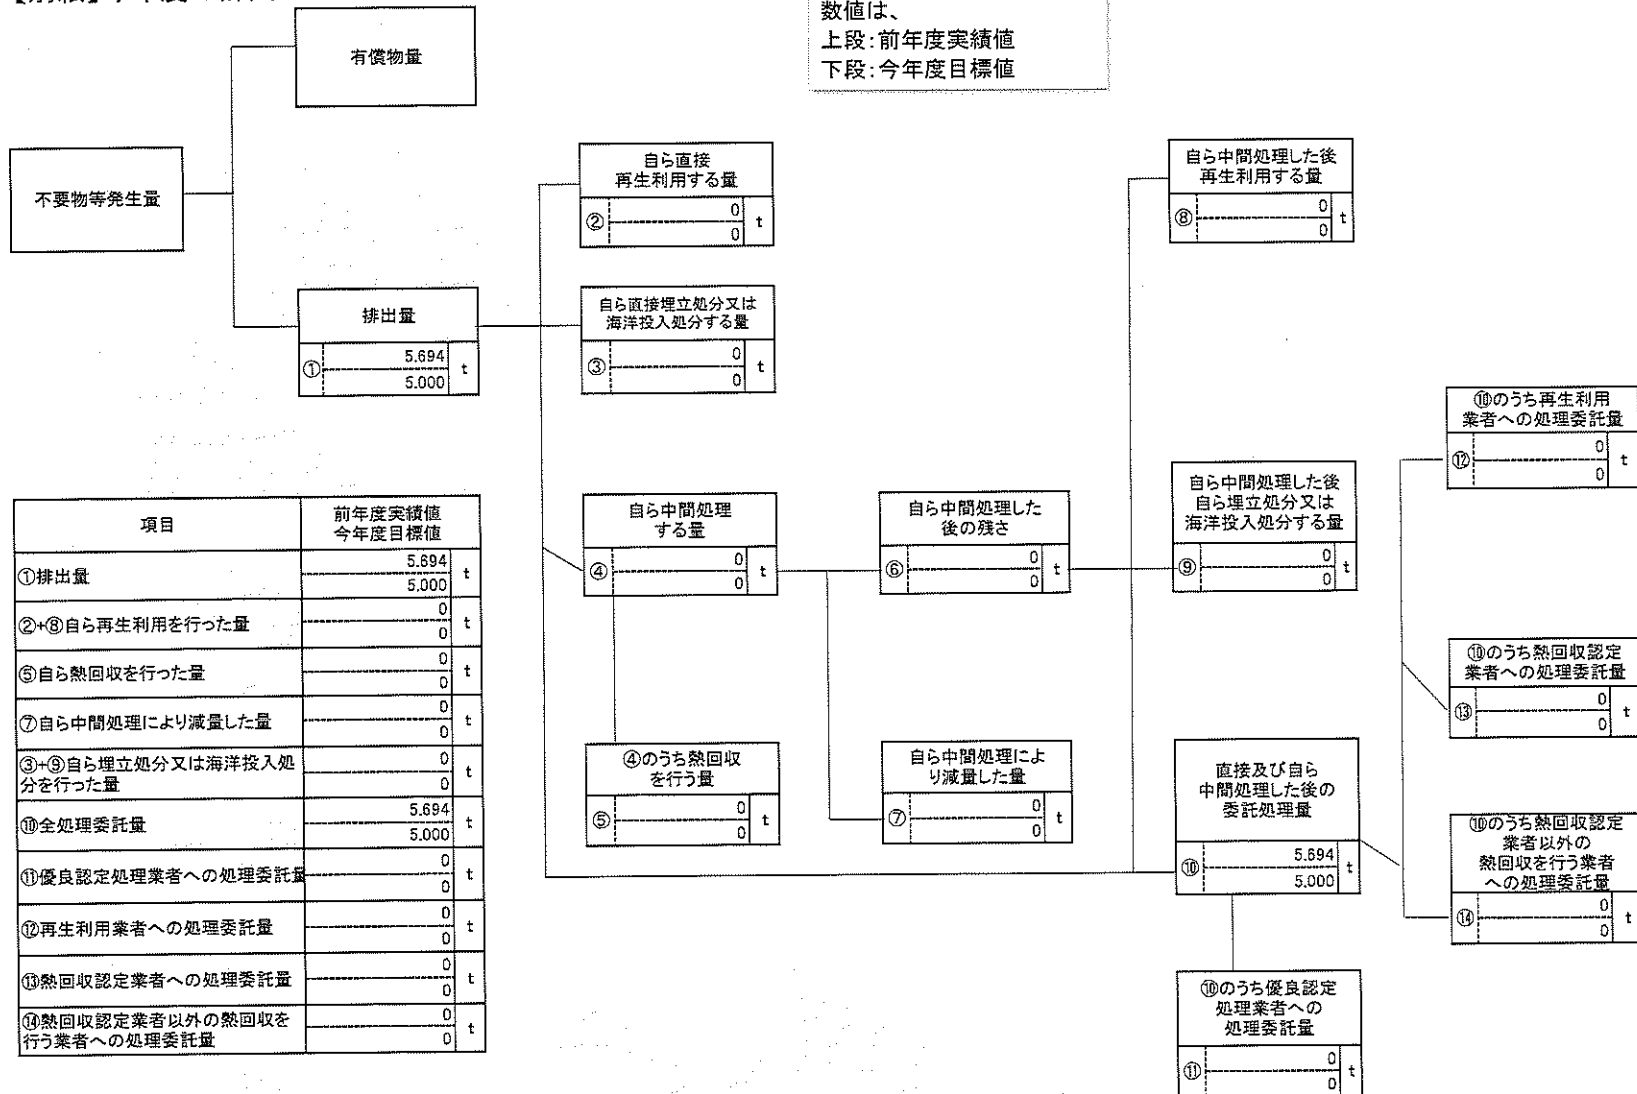 数値は、
上段:前年度実績値
下段:今年度目標値
有償物量
不要物等発生量
排出量
①
5.694
5.000
t
自ら直接
再生利用する量
②
0
0
t
自ら直接埋立処分又は
海洋投入処分する量
③
0
0
t
自ら中間処理
する量
④
0
0
t
④のうち熱回収
を行う量
⑤
0
0
t
自ら中間処理した
後の残さ
⑥
0
0
t
自ら中間処理によ
り減量した量
⑦
0
0
t
自ら中間処理した後
再生利用する量
⑧
0
0
t
自ら中間処理した後
自ら埋立処分又は
海洋投入処分する量
⑨
0
0
t
直接及び自ら
中間処理した後の
委託処理量
⑩
5.694
5.000
t
⑩のうち優良認定
処理業者への
処理委託量
⑪
0
0
t
⑩のうち再生利用
業者への処理委託量
⑫
0
0
t
⑩のうち熱回収認定
業者への処理委託量
⑬
0
0
t
⑩のうち熱回収認定
業者以外の
熱回収を行う業者
への処理委託量
⑭
0
0
t
項目
前年度実績値
今年度目標値
①排出量
5.694
5.000
t
②+⑧自ら再生利用を行った量
0
0
t
⑤自ら熱回収を行った量
0
0
t
⑦自ら中間処理により減量した量
0
0
t
③+⑨自ら埋立処分又は海洋投入処
分を行った量
0
0
t
⑩全処理委託量
5.694
5.000
t
⑪優良認定処理業者への処理委託量
0
0
t
⑫再生利用業者への処理委託量
0
0
t
⑬熱回収認定業者への処理委託量
0
0
t
⑭熱回収認定業者以外の熱回収を
行う業者への処理委託量
0
0
t